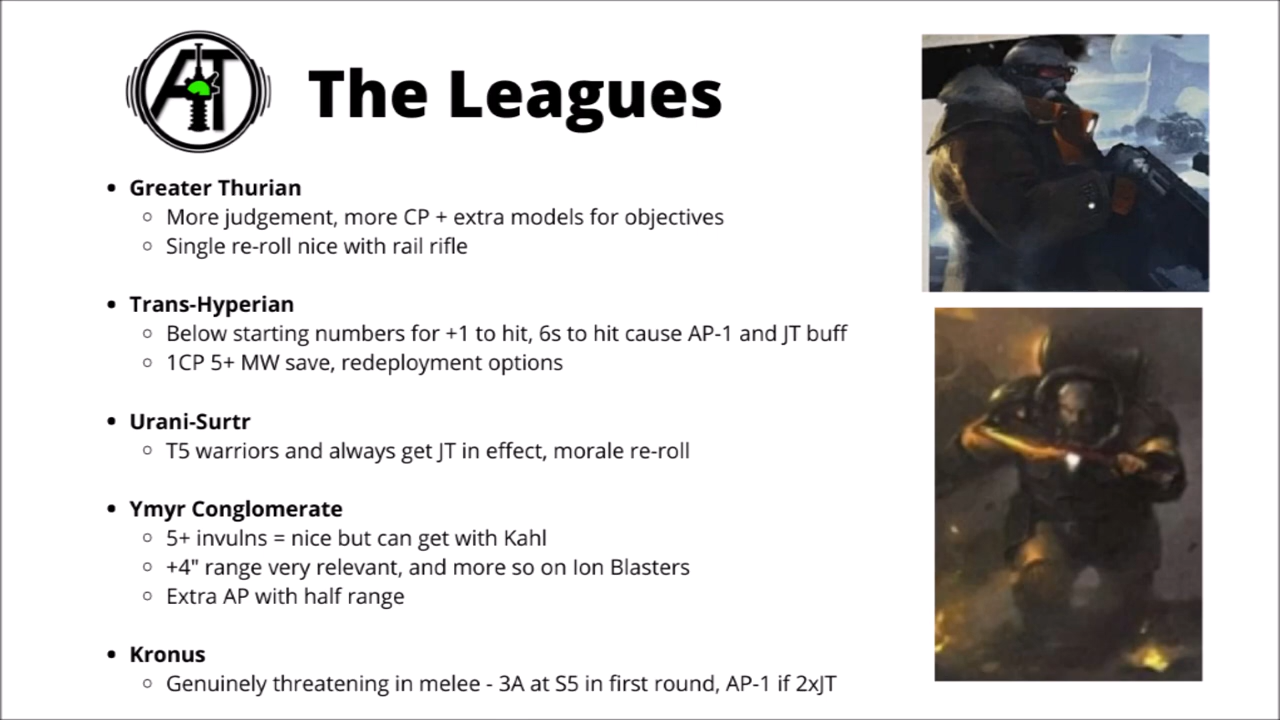 AT
The Leagues
• Greater Thurian
○ More judgement, more CP + extra models for objectives
○ Single re-roll nice with rail rifle
• Trans-Hyperian
○ Below starting numbers for +1 to hit, 6s to hit cause AP-1 and JT buff
○ 1CP 5+ MW save, redeployment options
• Urani-Surtr
○ T5 warriors and always get JT in effect, morale re-roll
• Ymyr Conglomerate
○ 5+ invulns = nice but can get with Kahl
○ +4" range very relevant, and more so on Ion Blasters
○ Extra AP with half range
• Kronus
○ Genuinely threatening in melee - 3A at S5 in first round, AP-1 if 2xJT